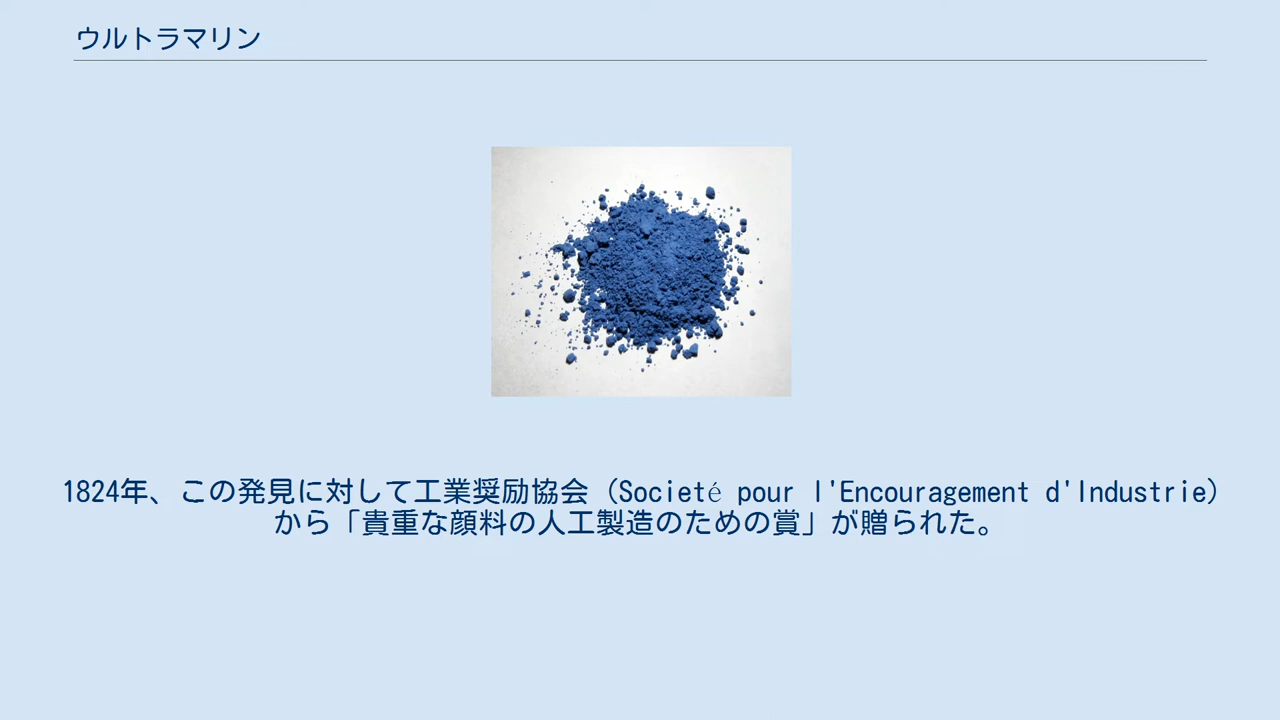 ウルトラマリン
1824年、この発見に対して工業奨励協会（Societé pour l'Encouragement d'Industrie）
から「貴重な顔料の人工製造のための賞」が贈られた。